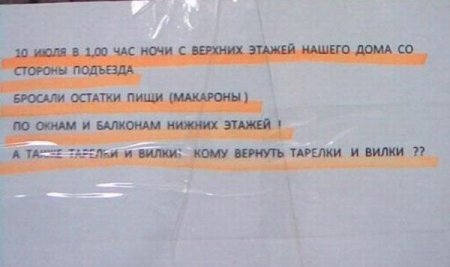 10 ИЮЛЯ В 1,00 ЧАС НОЧИ С ВЕРХНИХ ЭТАЖЕЙ НАШЕГО ДОМА СО
СТОРОНЫ ПОДЪЕЗДА
БРОСАЛИ ОСТАТКИ ПИЩИ (МАКАРОНЫ)
ПО ОКНАМ И БАЛКОНАМ НИЖНИХ ЭТАЖЕЙ !
А ТАКЖЕ ТАРЕЛКИ И ВИЛКИ! КОМУ ВЕРНУТЬ ТАРЕЛКИ И ВИЛКИ ??